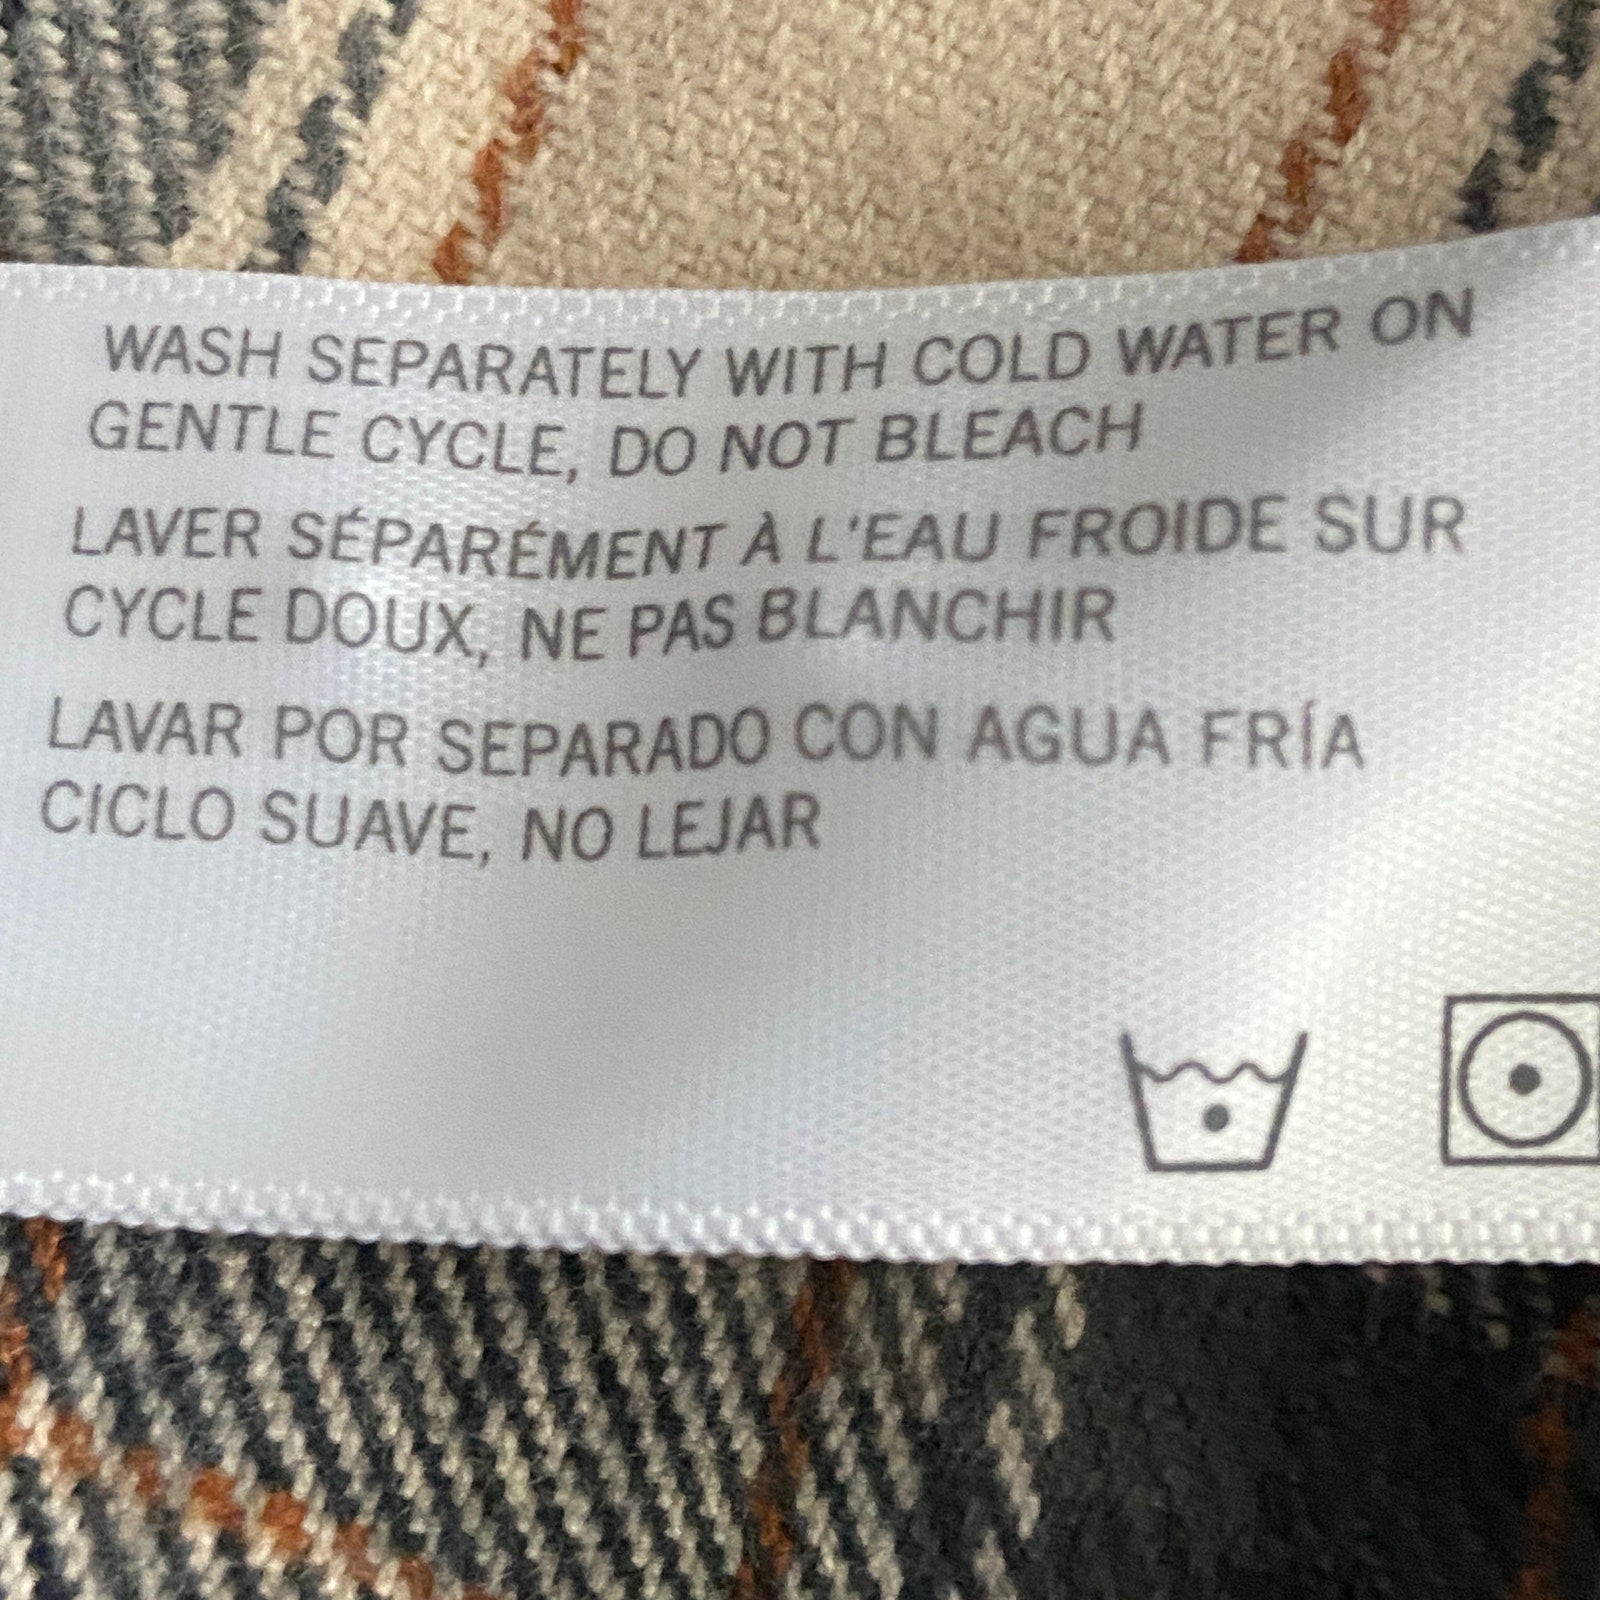 WASH SEPARATELY WITH COLD WATER ON
GENTLE CYCLE, DO NOT BLEACH
LAVER SÉPARÉMENT À L'EAU FROIDE SUR
CYCLE DOUX, NE PAS BLANCHIR
LAVAR POR SEPARADO CON AGUA FRÍA
CICLO SUAVE, NO LEJAR